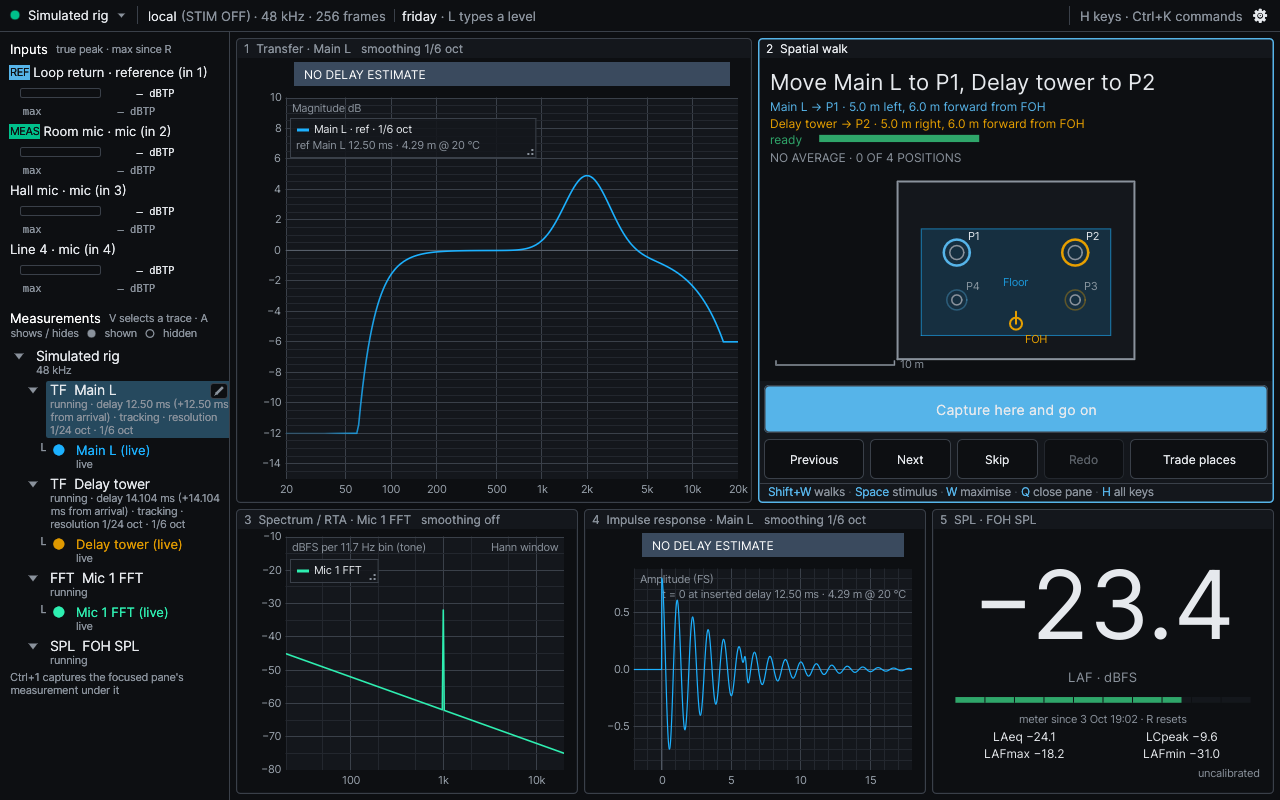 Simulated rig
local (STIM OFF) · 48 kHz · 256 frames
friday · L types a level
H keys · Ctrl+K commands
Inputs true peak · max since R
REF Loop return · reference (in 1)
– dBTP
max – dBTP
MEAS Room mic · mic (in 2)
– dBTP
max – dBTP
Hall mic · mic (in 3)
– dBTP
max – dBTP
Line 4 · mic (in 4)
– dBTP
max – dBTP
Measurements V selects a trace · A
shows / hides shown hidden
Simulated rig
48 kHz
TF Main L
running · delay 12.50 ms (+12.50 ms
from arrival) · tracking · resolution
1/24 oct · 1/6 oct
Main L (live)
live
TF Delay tower
running · delay 14.104 ms (+14.104
ms from arrival) · tracking ·
resolution 1/24 oct · 1/6 oct
Delay tower (live)
live
FFT Mic 1 FFT
running
Mic 1 FFT (live)
live
SPL FOH SPL
running
Ctrl+1 captures the focused pane's
measurement under it
1 Transfer · Main L smoothing 1/6 oct
NO DELAY ESTIMATE
Magnitude dB
Main L · ref · 1/6 oct
ref Main L 12.50 ms · 4.29 m @ 20 °C
10
8
6
4
2
0
−2
−4
−6
−8
−10
−12
−14
20 50 100 200 500 1k 2k 5k 10k 20k
2 Spatial walk
Move Main L to P1, Delay tower to P2
Main L → P1 · 5.0 m left, 6.0 m forward from FOH
Delay tower → P2 · 5.0 m right, 6.0 m forward from FOH
ready
NO AVERAGE · 0 OF 4 POSITIONS
P1 P2
Floor
P4 P3
FOH
10 m
Capture here and go on
Previous Next Skip Redo Trade places
Shift+W walks · Space stimulus · W maximise · Q close pane · H all keys
3 Spectrum / RTA · Mic 1 FFT smoothing off
dBFS per 11.7 Hz bin (tone) Hann window
Mic 1 FFT
−10
−20
−30
−40
−50
−60
−70
−80
100 1k 10k
4 Impulse response · Main L smoothing 1/6 oct
NO DELAY ESTIMATE
Amplitude (FS)
t = 0 at inserted delay 12.50 ms · 4.29 m @ 20 °C
0.5
0.0
−0.5
0 5 10 15
5 SPL · FOH SPL
−23.4
LAF · dBFS
meter since 3 Oct 19:02 · R resets
LAeq −24.1 LCpeak −9.6
LAFmax −18.2 LAFmin −31.0
uncalibrated